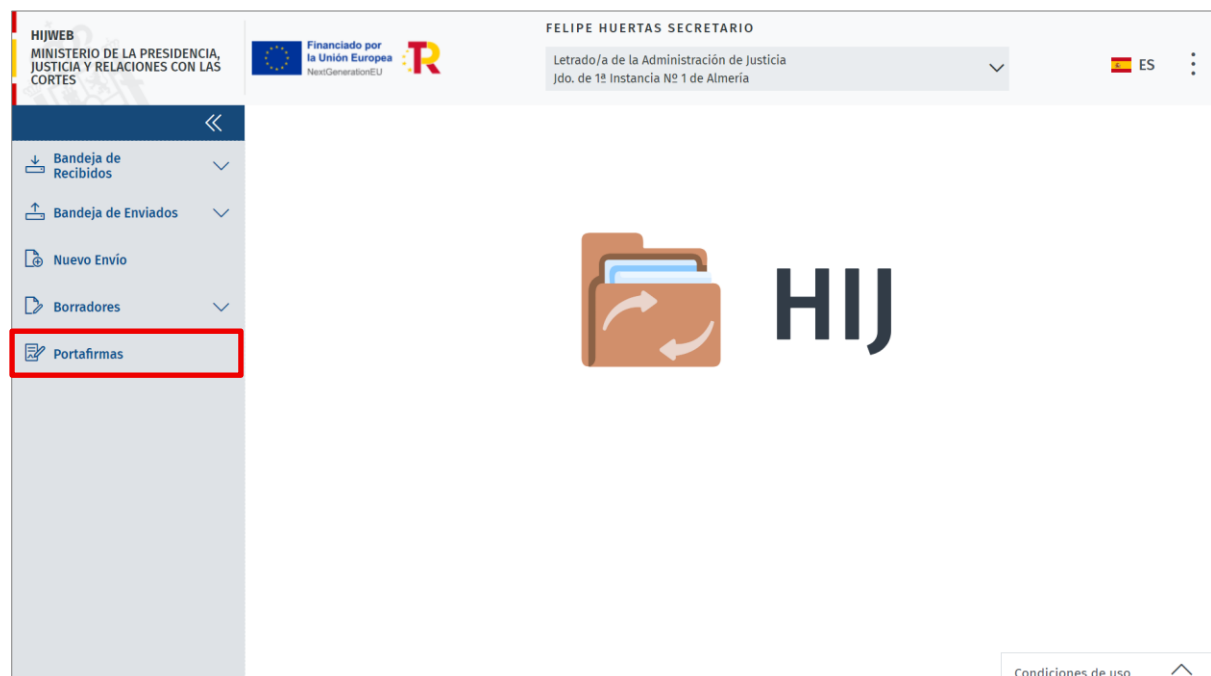 HIJWEB
MINISTERIO DE LA PRESIDENCIA,
JUSTICIA Y RELACIONES CON LAS
CORTES
Financiado por
la Unión Europea
NextGenerationEU
R
FELIPE HUERTAS SECRETARIO
Letrado/a de la Administración de Justicia
Jdo. de 1ª Instancia Nº 1 de Almería
ES
Bandeja de
Recibidos
Bandeja de Enviados
Nuevo Envío
Borradores
Portafirmas
HIJ
Condiciones de uso